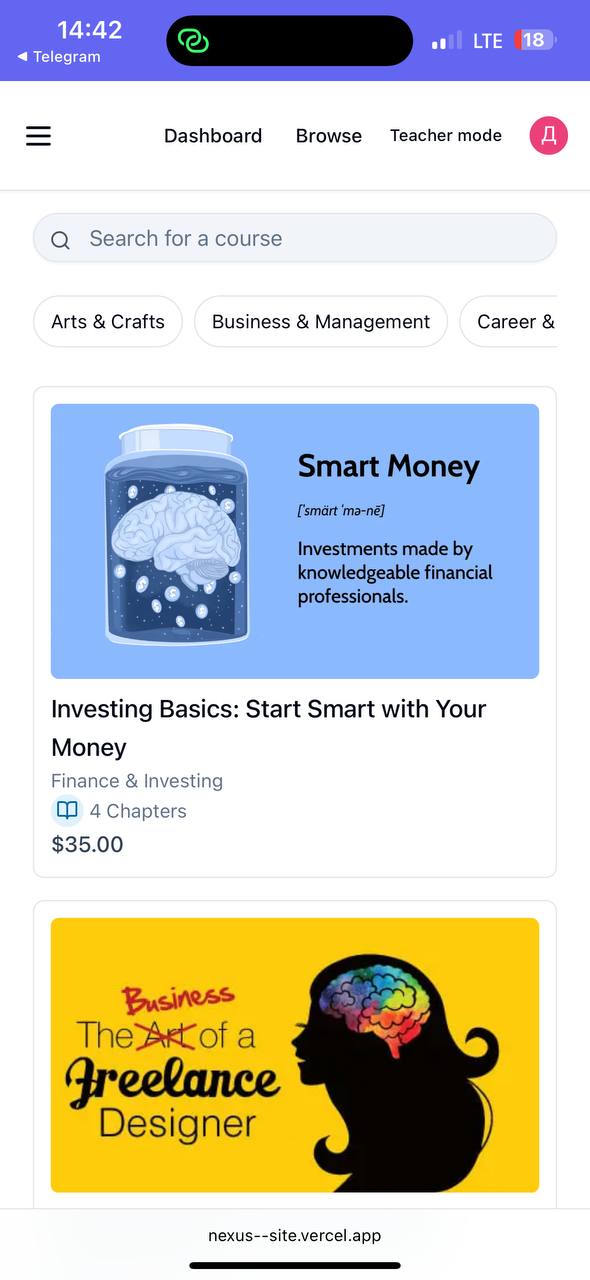 14:42
LTE
18
◀ Telegram
Dashboard
Browse
Teacher mode
Д
Search for a course
Arts & Crafts
Business & Management
Career &
Smart Money
['smärt 'mə-nē]
Investments made by
knowledgeable financial
professionals.
Investing Basics: Start Smart with Your
Money
Finance & Investing
4 Chapters
$35.00
Business
The Art of a
Freelance
Designer
nexus--site.vercel.app